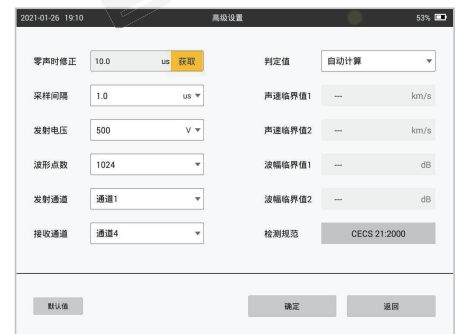 2021-01-26 19:10 高级设置 53%
零声时修正 10.0 us 获取 判定值 自动计算
采样间隔 1.0 us 声速临界值1 --- km/s
发射电压 500 V 声速临界值2 --- km/s
波形点数 1024 波幅临界值1 --- dB
发射通道 通道1 波幅临界值2 --- dB
接收通道 通道4 检测规范 CECS 21:2000
默认值 确定 返回